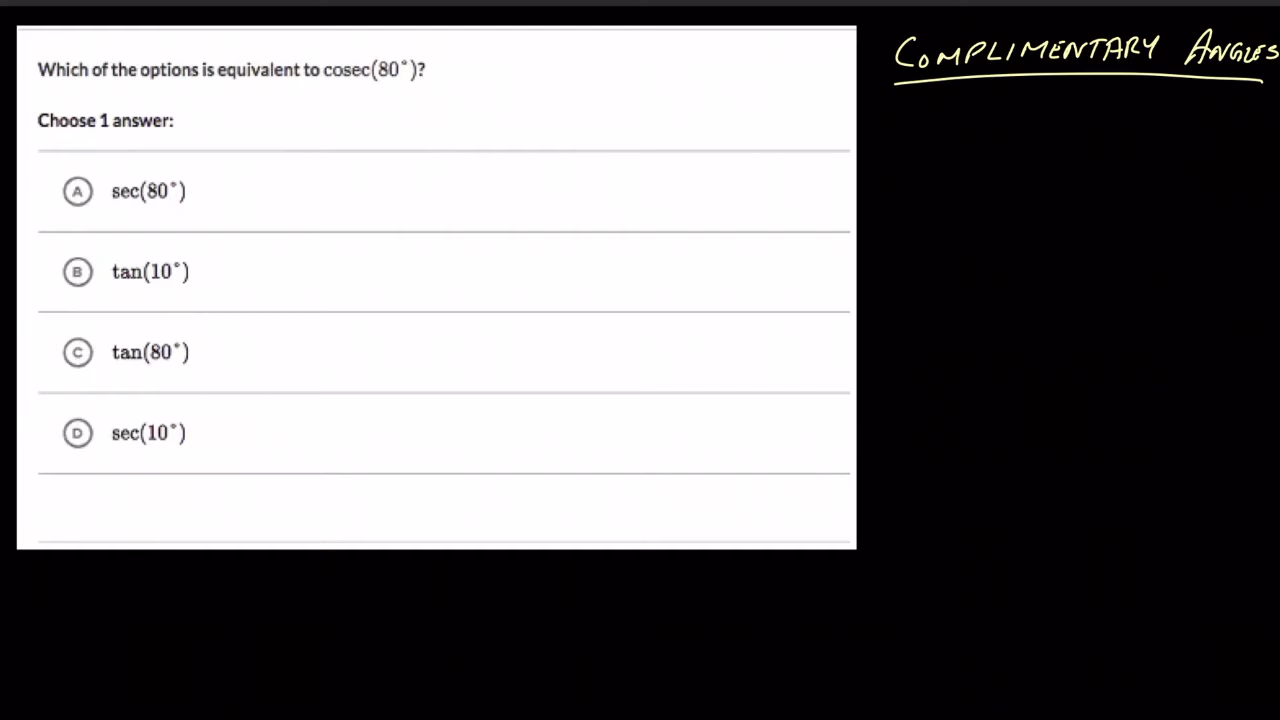 Which of the options is equivalent to cosec(80°)?
Choose 1 answer:
A sec(80°)
B tan(10°)
C tan(80°)
D sec(10°)
COMPLIMENTARY ANGLES